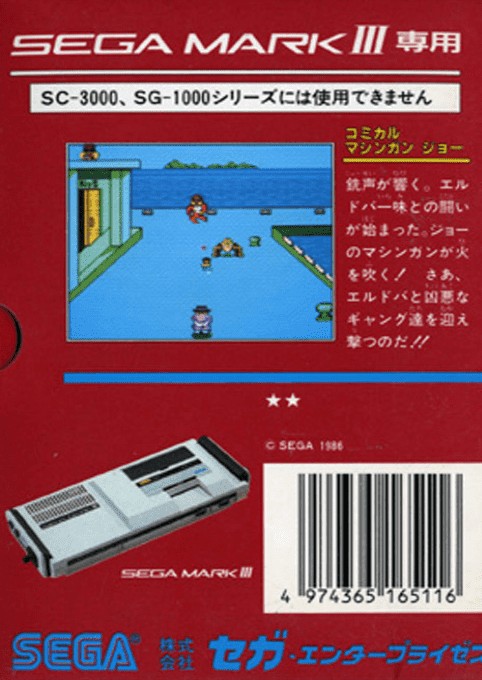 SEGA MARK III 専用
SC-3000、SG-1000シリーズには使用できません
コミカル
マシンガン ジョー
銃声が響く。エル
ドバ一味との闘い
が始まった。ジョー
のマシンガンが火
を吹く! さあ、
エルドバと凶悪な
ギャング達を迎え
撃つのだ!!
★★
© SEGA 1986
SEGA MARK III
4 974365 165116
SEGA® 株式会社 セガ・エンタープライゼス